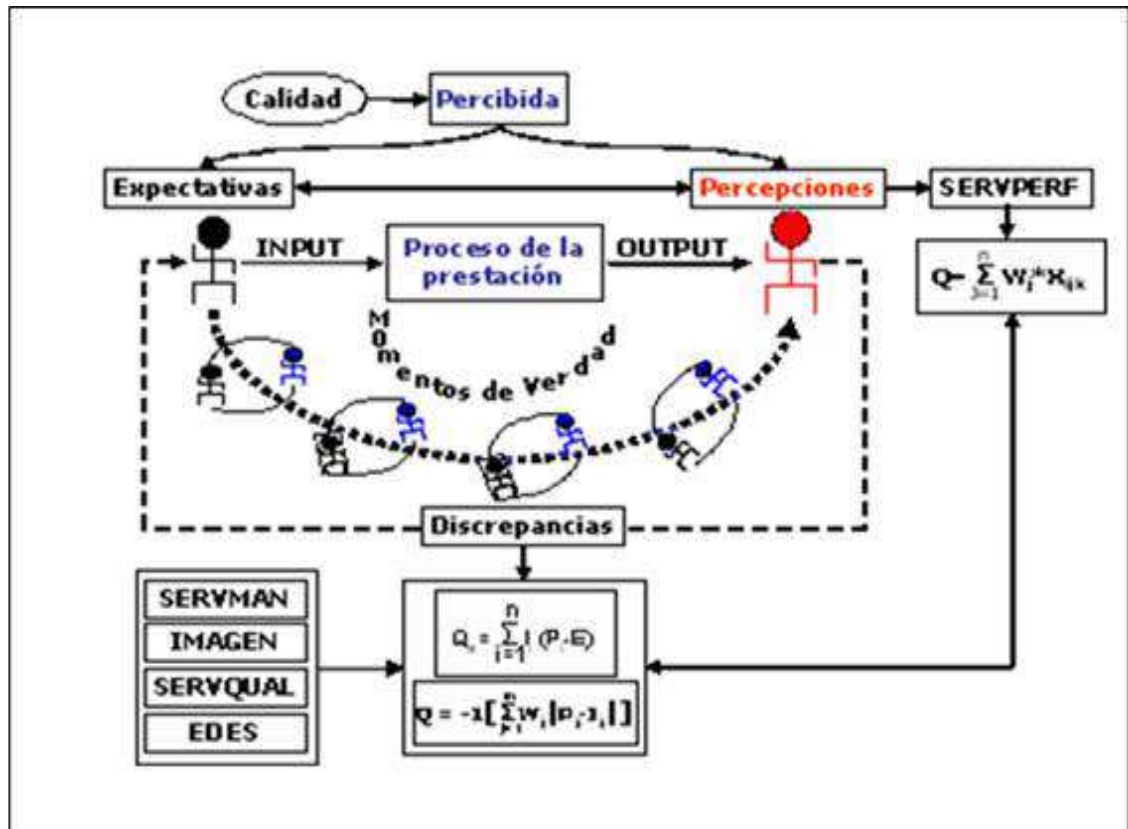 Calidad
Percibida
Expectativas
Percepciones
SERVPERF
INPUT
Proceso de la
prestación
OUTPUT
Momentos de Verdad
Discrepancias
SERVMAN
IMAGEN
SERVQUAL
EDES